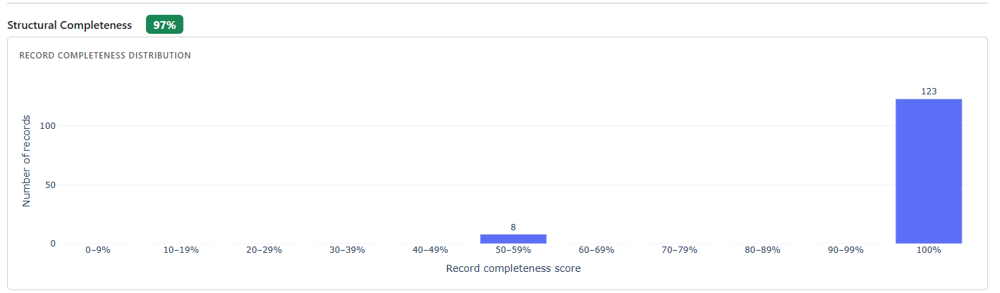 Structural Completeness 97%
RECORD COMPLETENESS DISTRIBUTION
123
100
50
8
0
Number of records
0–9% 10–19% 20–29% 30–39% 40–49% 50–59% 60–69% 70–79% 80–89% 90–99% 100%
Record completeness score